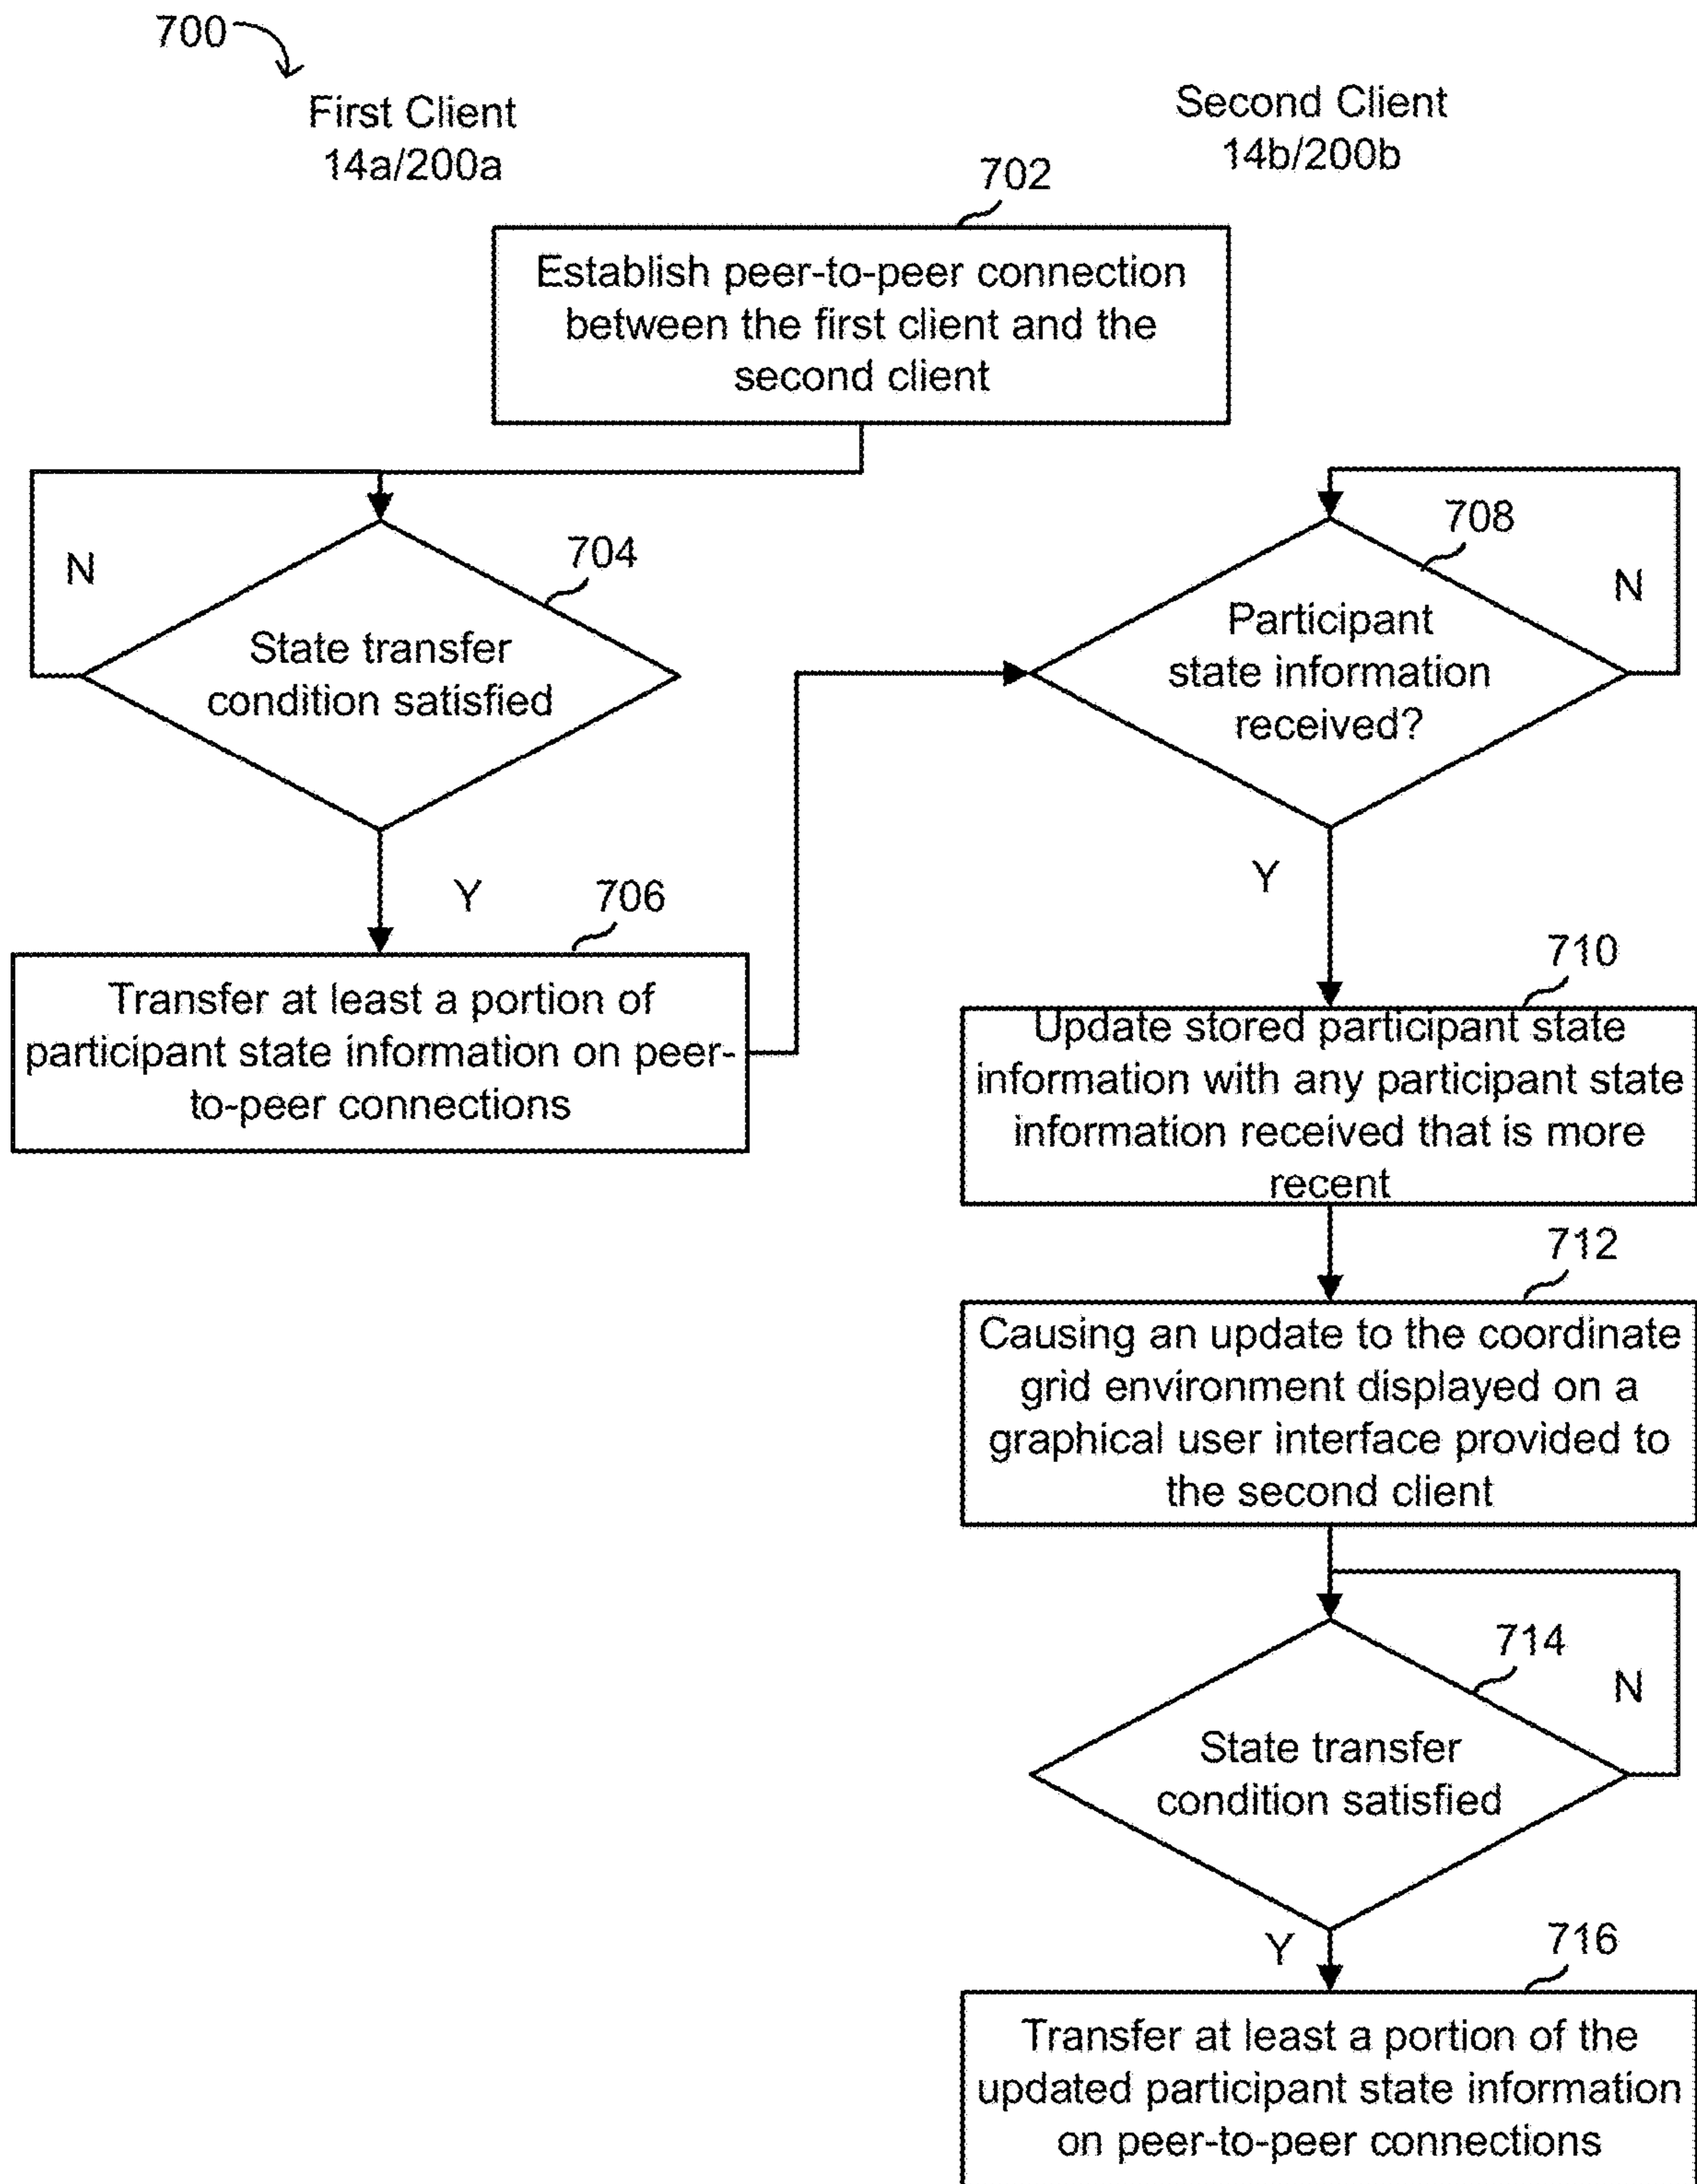 700
First Client
14a/200a
Second Client
14b/200b
702
Establish peer-to-peer connection
between the first client and the
second client
N
704
State transfer
condition satisfied
Y
706
Transfer at least a portion of
participant state information on peer-
to-peer connections
708
N
Participant
state information
received?
Y
710
Update stored participant state
information with any participant state
information received that is more
recent
712
Causing an update to the coordinate
grid environment displayed on a
graphical user interface provided to
the second client
714
N
State transfer
condition satisfied
Y
716
Transfer at least a portion of the
updated participant state information
on peer-to-peer connections